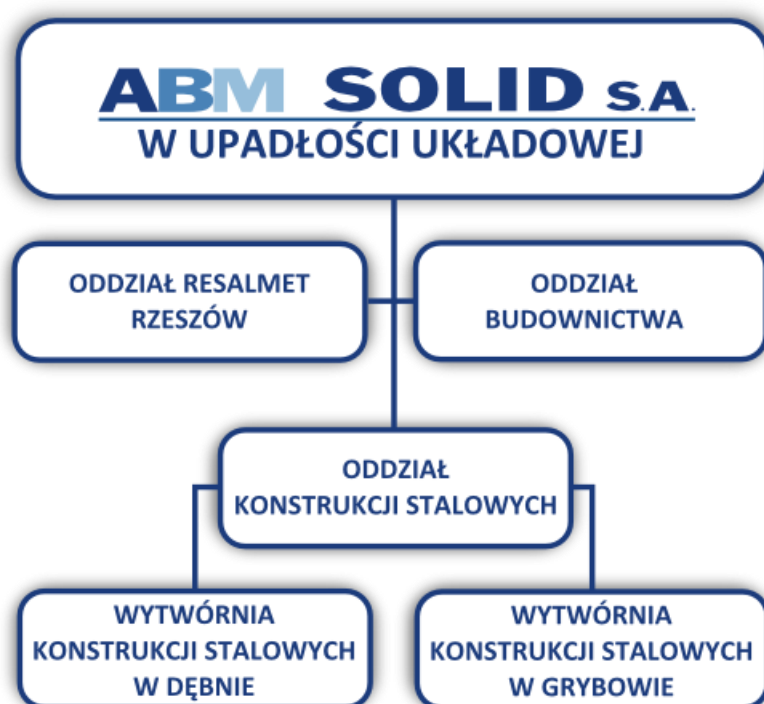 ABM SOLID S.A.
W UPADŁOŚCI UKŁADOWEJ
ODDZIAŁ RESALMET
RZESZÓW
ODDZIAŁ
BUDOWNICTWA
ODDZIAŁ
KONSTRUKCJI STALOWYCH
WYTWÓRNIA
KONSTRUKCJI STALOWYCH
W DĘBNIE
WYTWÓRNIA
KONSTRUKCJI STALOWYCH
W GRYBOWIE